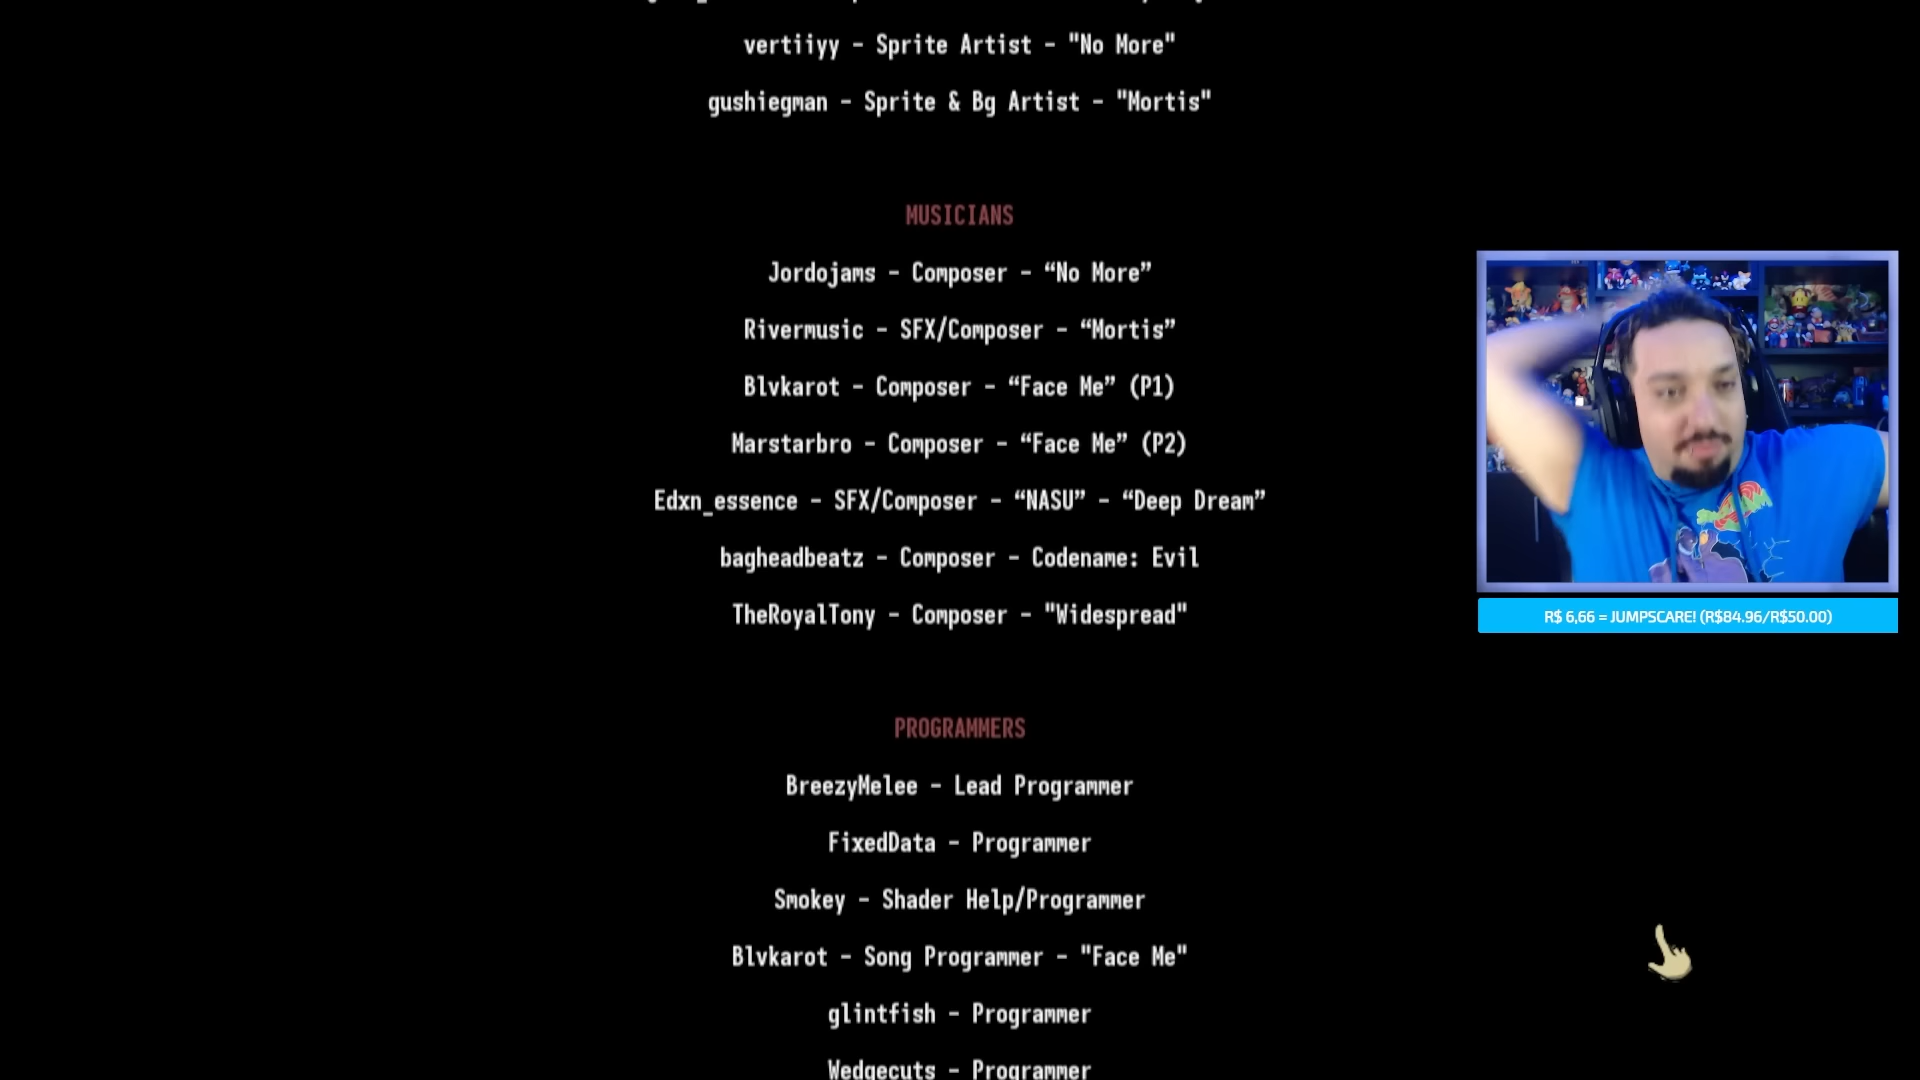 vertiiyy - Sprite Artist - "No More"
gushiegman - Sprite & Bg Artist - "Mortis"
MUSICIANS
Jordojams - Composer - “No More”
Rivermusic - SFX/Composer - “Mortis”
Blvkarot - Composer - “Face Me” (P1)
Marstarbro - Composer - “Face Me” (P2)
Edxn_essence - SFX/Composer - “NASU” - “Deep Dream”
bagheadbeatz - Composer - Codename: Evil
TheRoyalTony - Composer - "Widespread"
R$ 6,66 = JUMPSCARE! (R$84.96/R$50.00)
PROGRAMMERS
BreezyMelee - Lead Programmer
FixedData - Programmer
Smokey - Shader Help/Programmer
Blvkarot - Song Programmer - "Face Me"
glintfish - Programmer
Wedgecuts - Programmer